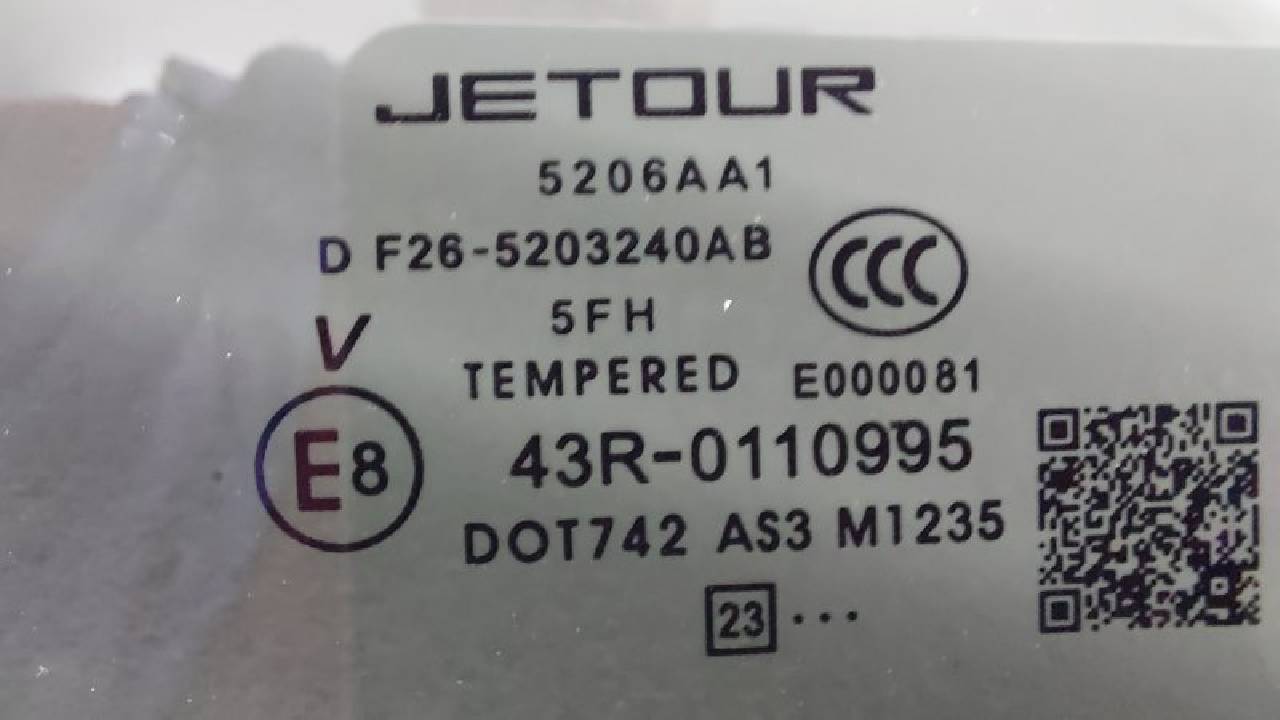 JETOUR
5206AA1
D F26-5203240AB
CCC
5FH
V
TEMPERED E000081
E8 43R-0110995
DOT742 AS3 M1235
23 ...